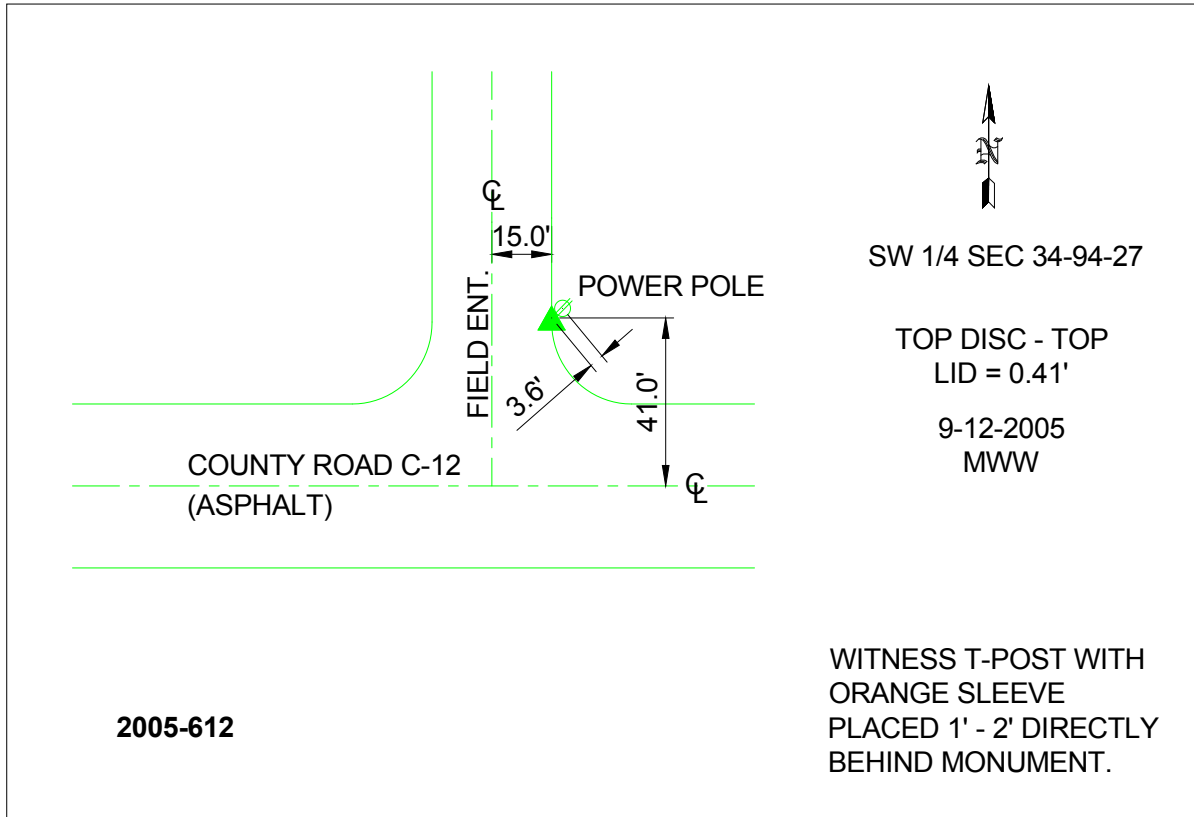 ℄
15.0'
N
SW 1/4 SEC 34-94-27
POWER POLE
FIELD ENT.
TOP DISC - TOP
LID = 0.41'
3.6'
41.0'
9-12-2005
MWW
COUNTY ROAD C-12
(ASPHALT)
℄
WITNESS T-POST WITH
ORANGE SLEEVE
PLACED 1' - 2' DIRECTLY
BEHIND MONUMENT.
2005-612